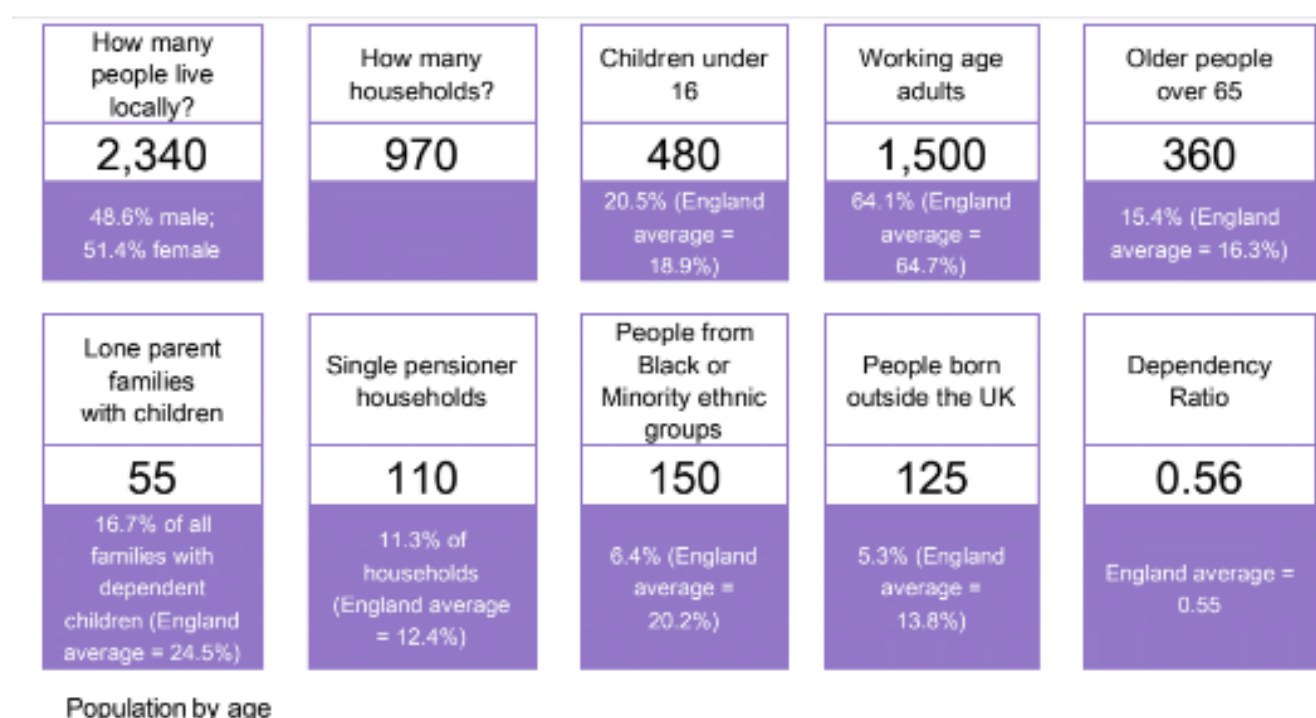 How many
people live
locally?
2,340
48.6% male;
51.4% female
How many
households?
970
Children under
16
480
20.5% (England
average =
18.9%)
Working age
adults
1,500
64.1% (England
average =
64.7%)
Older people
over 65
360
15.4% (England
average = 16.3%)
Lone parent
families
with children
55
16.7% of all
families with
dependent
children (England
average = 24.5%)
Single pensioner
households
110
11.3% of
households
(England average
= 12.4%)
People from
Black or
Minority ethnic
groups
150
6.4% (England
average =
20.2%)
People born
outside the UK
125
5.3% (England
average =
13.8%)
Dependency
Ratio
0.56
England average =
0.55
Population by age